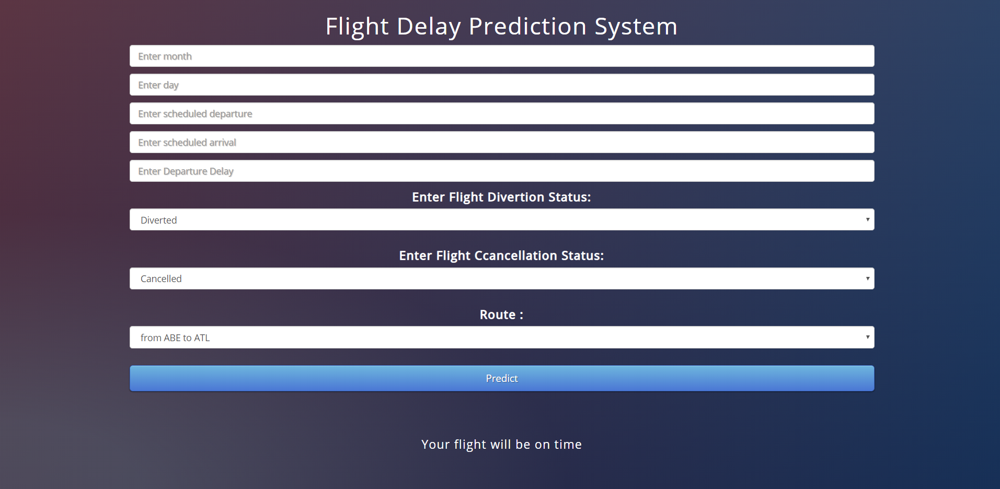 Flight Delay Prediction System
Enter month
Enter day
Enter scheduled departure
Enter scheduled arrival
Enter Departure Delay
Enter Flight Divertion Status:
Diverted
Enter Flight Ccancellation Status:
Cancelled
Route :
from ABE to ATL
Predict
Your flight will be on time